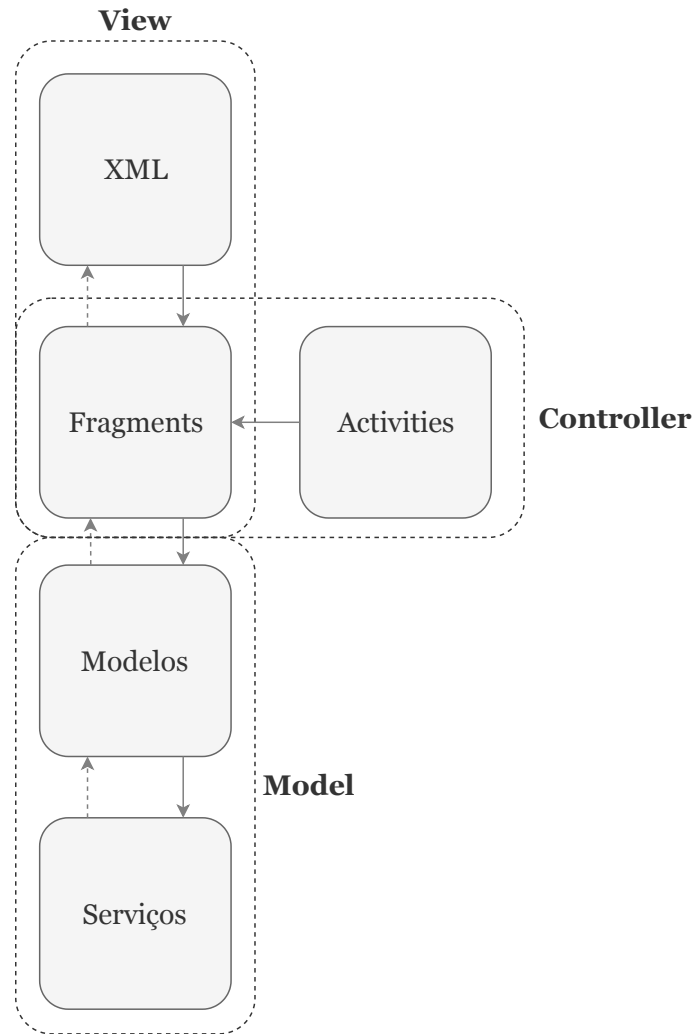 View
XML
Fragments
Activities
Controller
Modelos
Model
Serviços